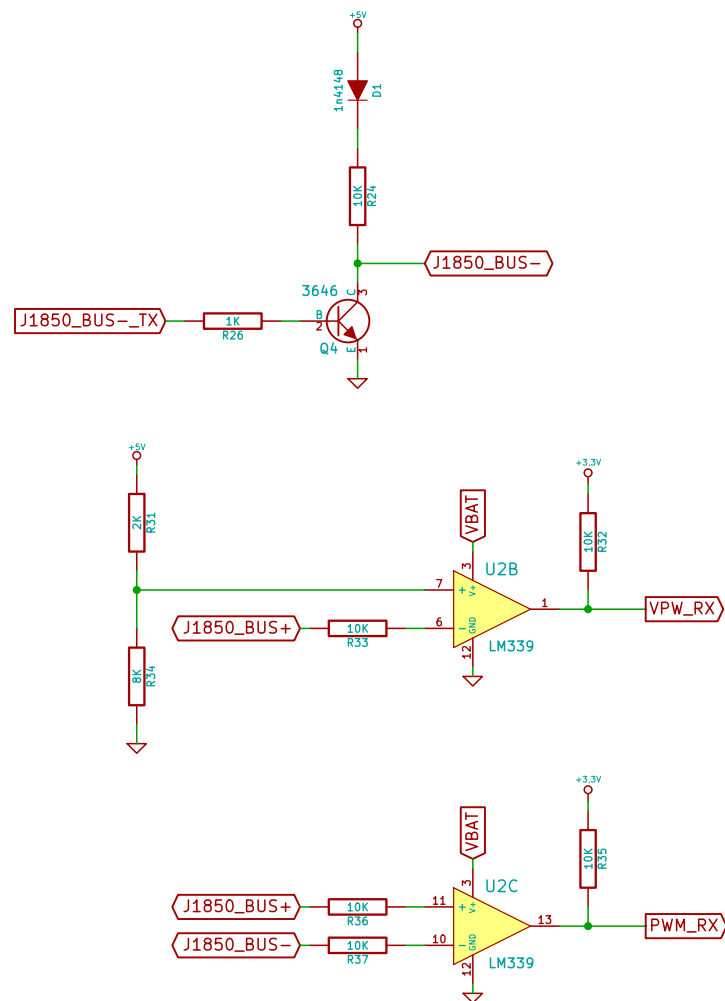 +5V
1n4148
D1
10K
R24
J1850_BUS-
3646
C
3
J1850_BUS-_TX
1K
R26
B
2
Q4
E
1
+5V
2K
R31
+3.3V
VBAT
10K
R32
3
V+
U2B
7
+
1
VPW_RX
J1850_BUS+
10K
R33
6
-
GND
12
LM339
8K
R34
+3.3V
VBAT
10K
R35
3
V+
U2C
J1850_BUS+
10K
R36
11
+
13
PWM_RX
J1850_BUS-
10K
R37
10
-
GND
12
LM339